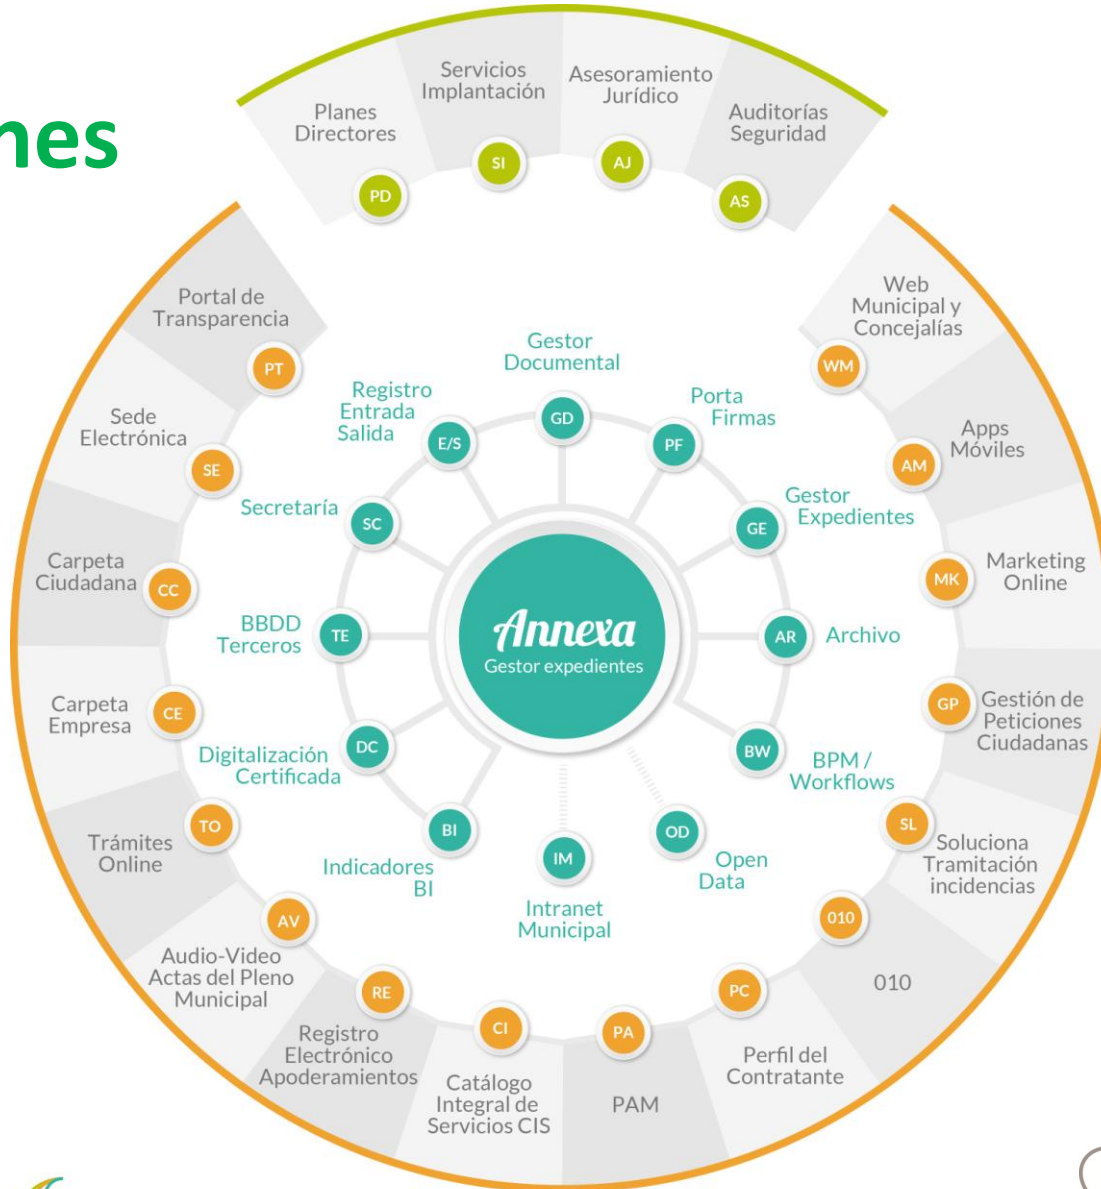 nes
Servicios
Implantación
Asesoramiento
Jurídico
Planes
Directores
Auditorías
Seguridad
SI
AJ
PD
AS
Portal de
Transparencia
PT
Web
Municipal y
Concejalías
WM
Sede
Electrónica
SE
Apps
Móviles
AM
Carpeta
Ciudadana
CC
Marketing
Online
MK
Carpeta
Empresa
CE
Gestión de
Peticiones
Ciudadanas
GP
Trámites
Online
TO
Soluciona
Tramitación
incidencias
SL
Audio-Video
Actas del Pleno
Municipal
AV
010
010
Registro
Electrónico
Apoderamientos
RE
Perfil del
Contratante
PC
Catálogo
Integral de
Servicios CIS
CI
PAM
PA
Gestor
Documental
GD
Registro
Entrada
Salida
E/S
Porta
Firmas
PF
Secretaría
SC
Gestor
Expedientes
GE
BBDD
Terceros
TE
Annexa
Gestor expedientes
Archivo
AR
Digitalización
Certificada
DC
BPM /
Workflows
BW
Indicadores
BI
BI
Intranet
Municipal
IM
Open
Data
OD